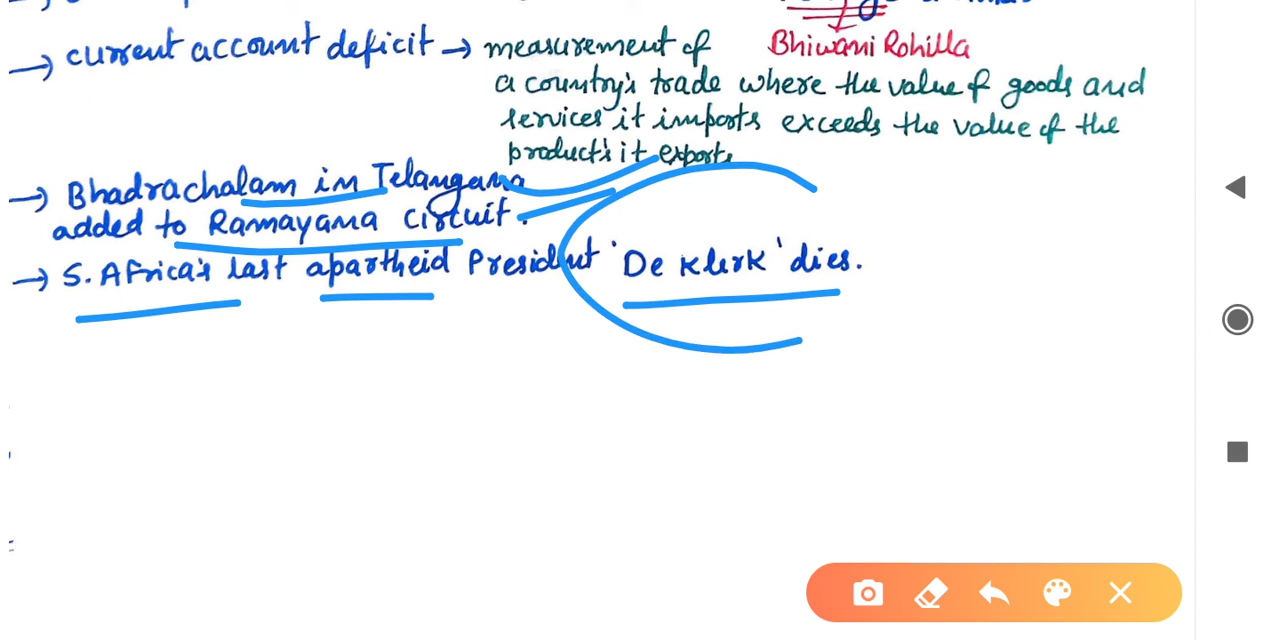 → current account deficit → measurement of
Bhiwani Rohilla
a country's trade where the value of goods and
services it imports exceeds the value of the
products it exports
→ Bhadrachalam in Telangana
added to Ramayana circuit.
→ S. Africa's last apartheid President 'De Klerk' dies.